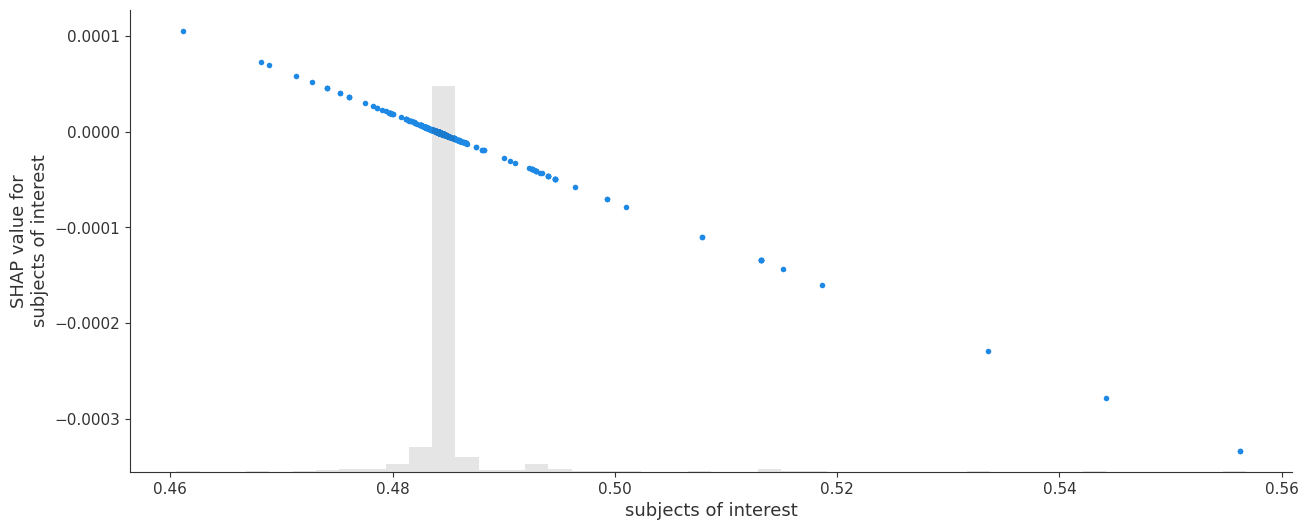 0.0001
0.0000
−0.0001
−0.0002
−0.0003
SHAP value for
subjects of interest
0.46 0.48 0.50 0.52 0.54 0.56
subjects of interest